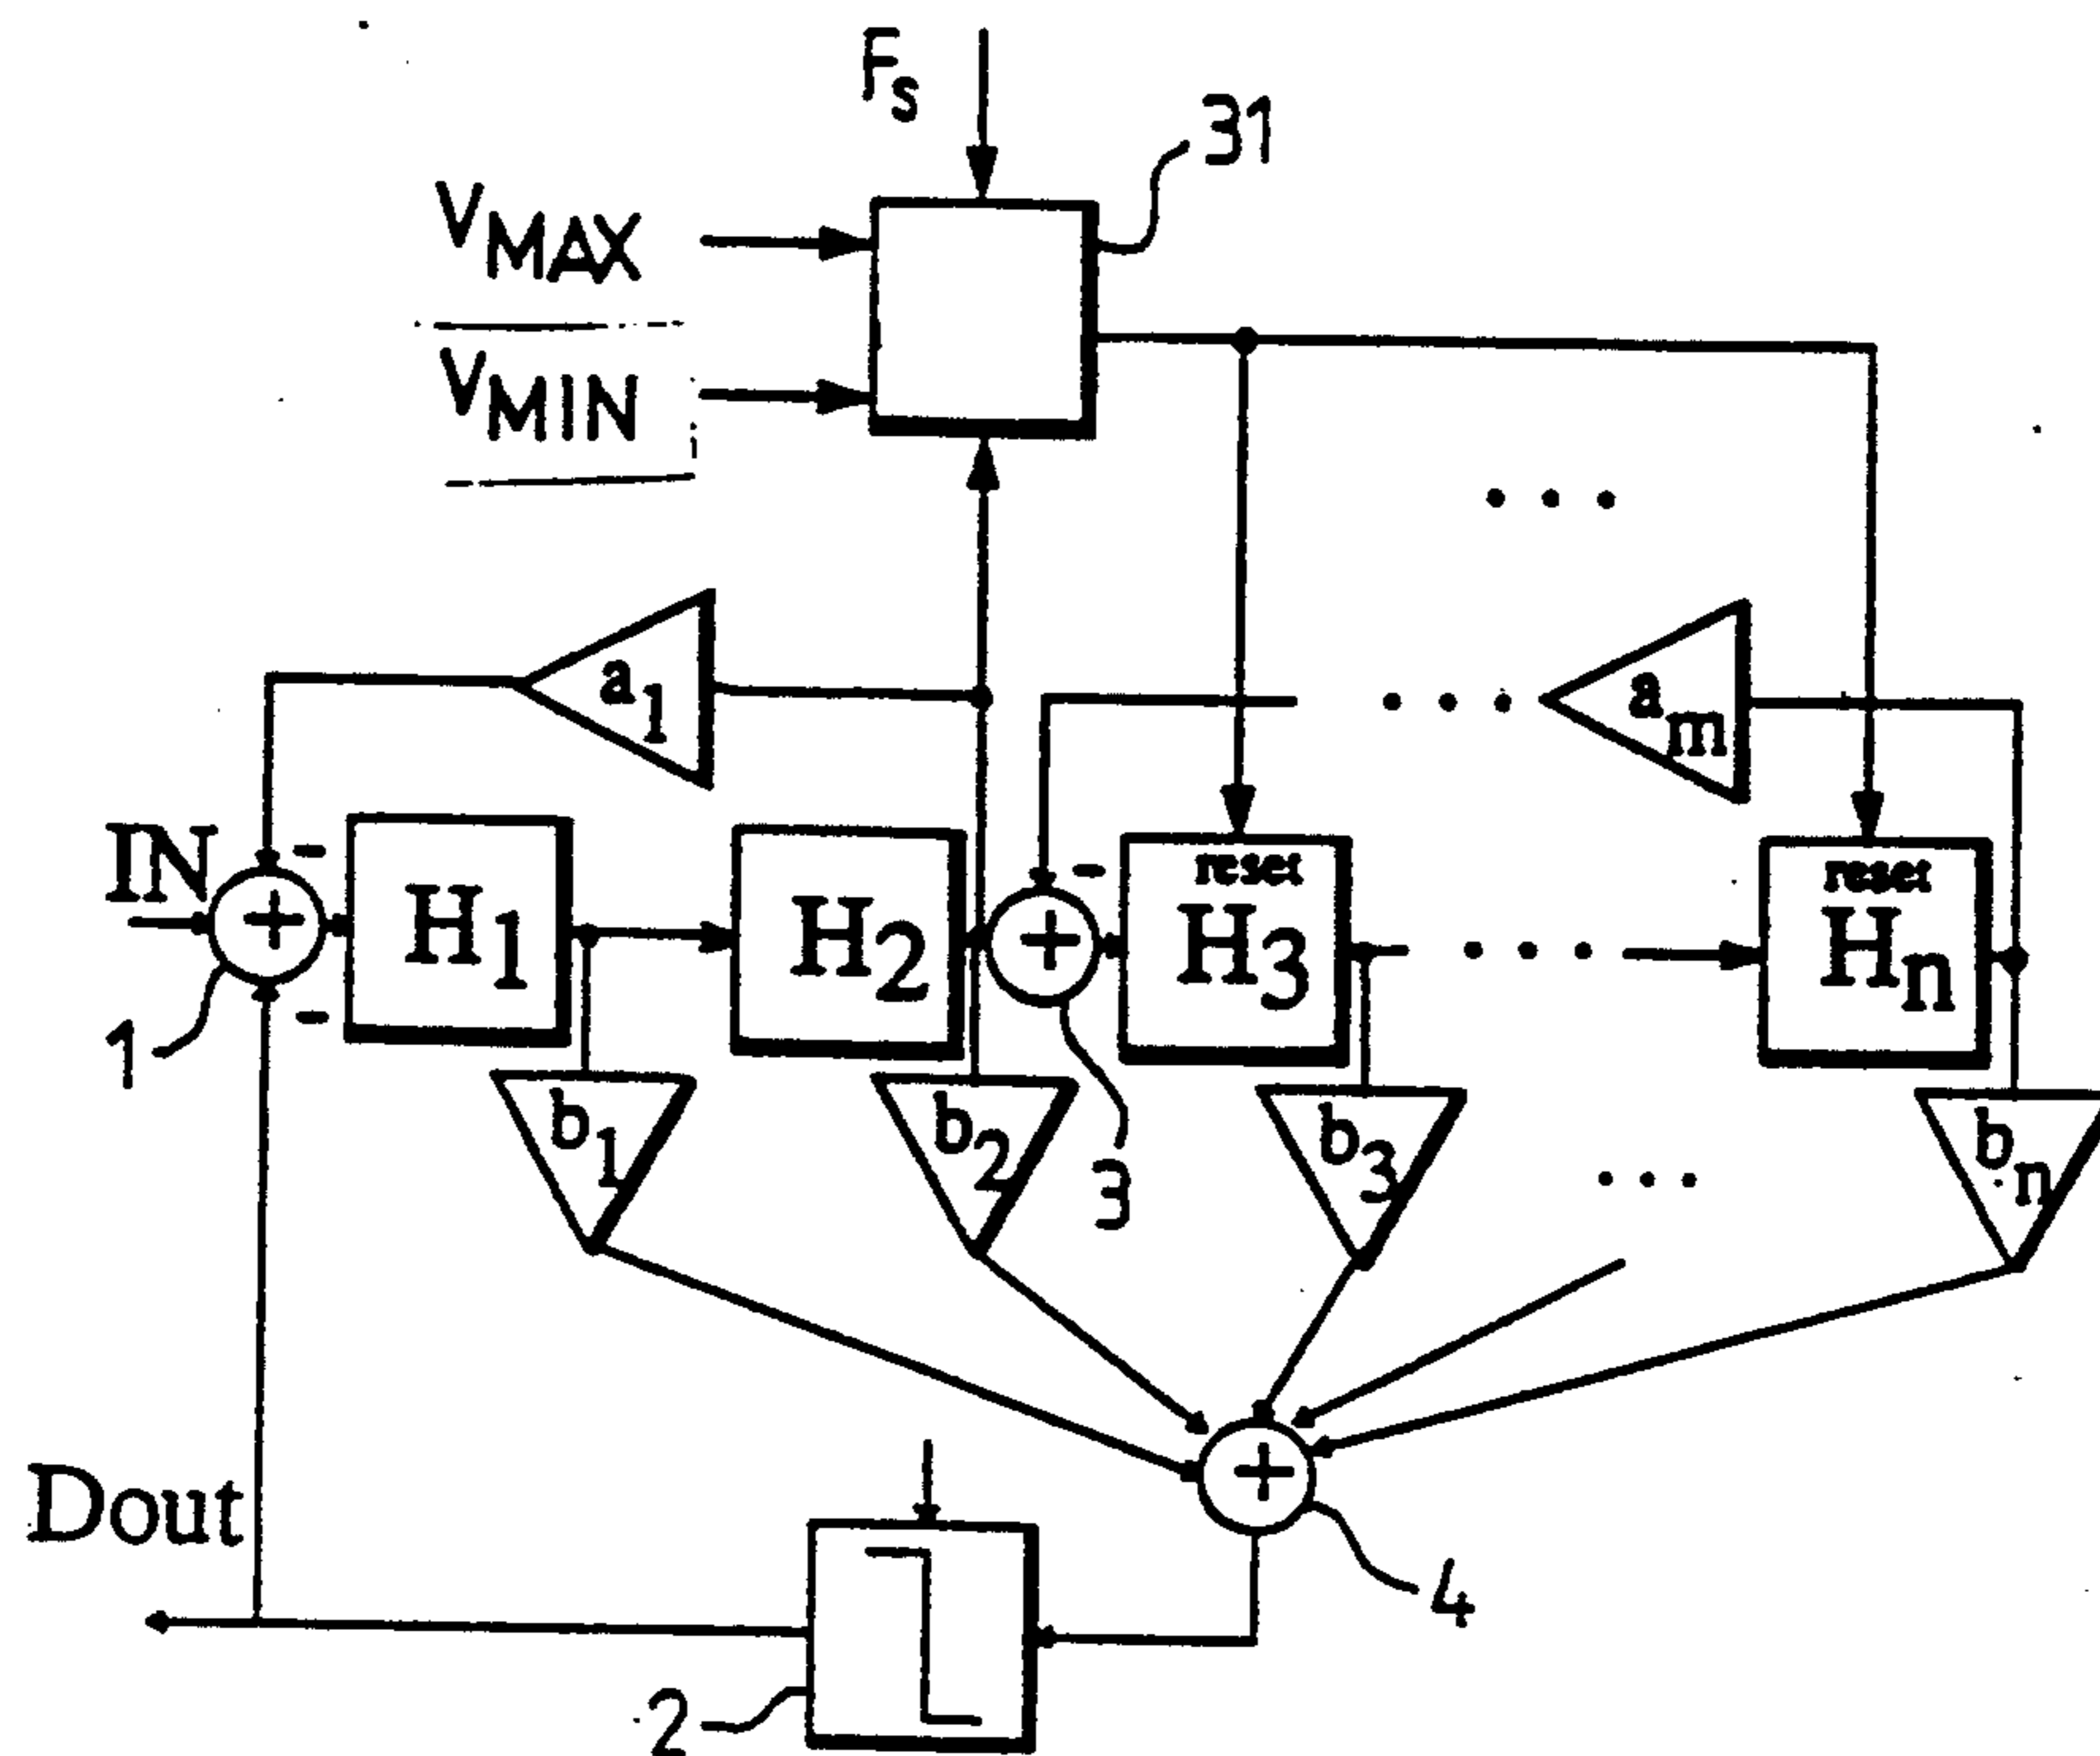 Fs
31
VMAX
VMIN
a1
am
IN
-
-
reset
reset
+
H1
H2
+
H3
Hn
-
1
b1
b2
b3
bn
3
Dout
+
4
2